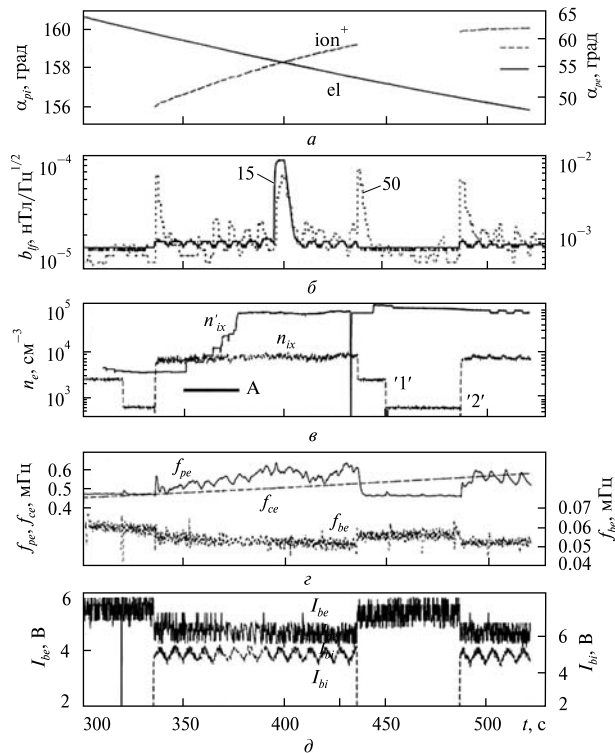 160
158
156
α_pi, град
ion⁺
el
65
60
55
50
48
α_pe, град
а
10⁻⁴
10⁻⁵
b_lf, нТл/Гц^1/2
15
50
10⁻²
10⁻³
б
10⁵
10⁴
10³
n_e, см⁻³
n'_ix
n_ix
А
'1'
'2'
в
0.6
0.5
0.4
f_pe, f_ce, мГц
f_pe
f_ce
f_be
0.07
0.06
0.05
0.04
f_be, мГц
г
6
4
2
I_be, В
I_be
I_bi
I_bi
6
4
2
I_bi, В
300 350 400 450 500 t, с
д